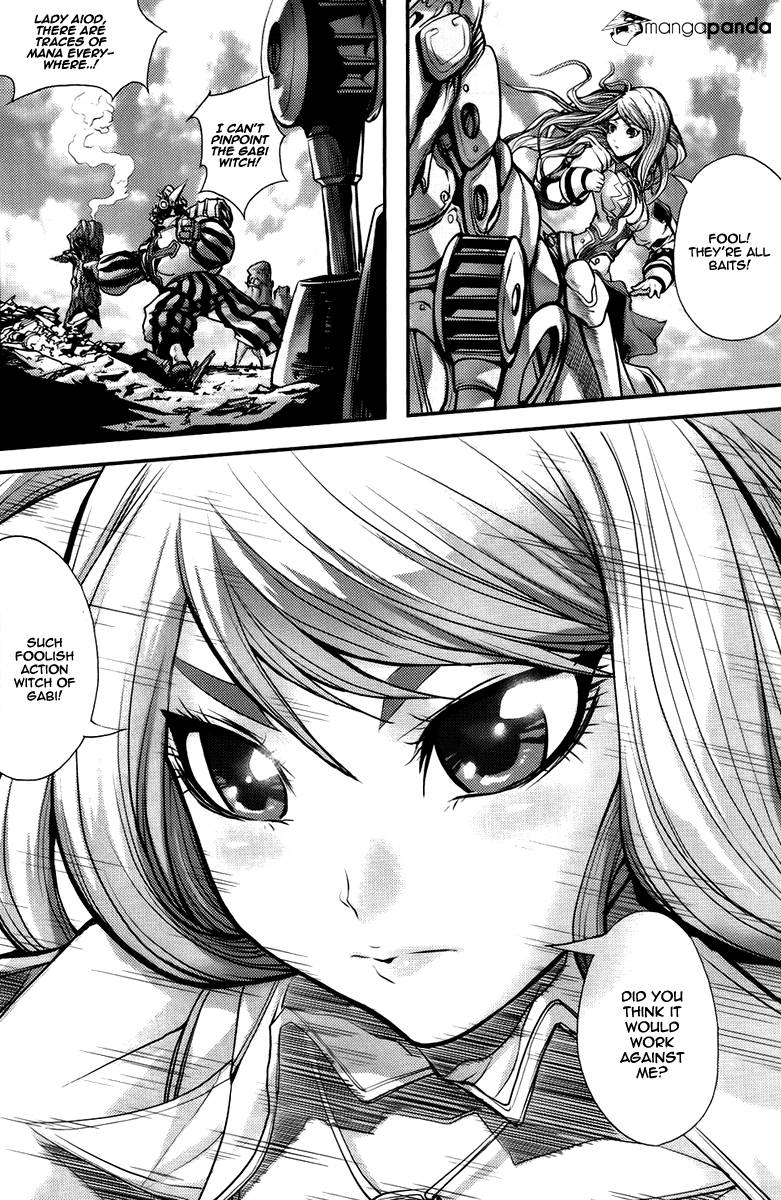 LADY AIOD,
THERE ARE
TRACES OF
MANA EVERY-
WHERE..!
I CAN'T
PINPOINT
THE GABI
WITCH!
mangapanda
FOOL!
THEY'RE ALL
BAITS!
SUCH
FOOLISH
ACTION
WITCH OF
GABI!
DID YOU
THINK IT
WOULD
WORK
AGAINST
ME?